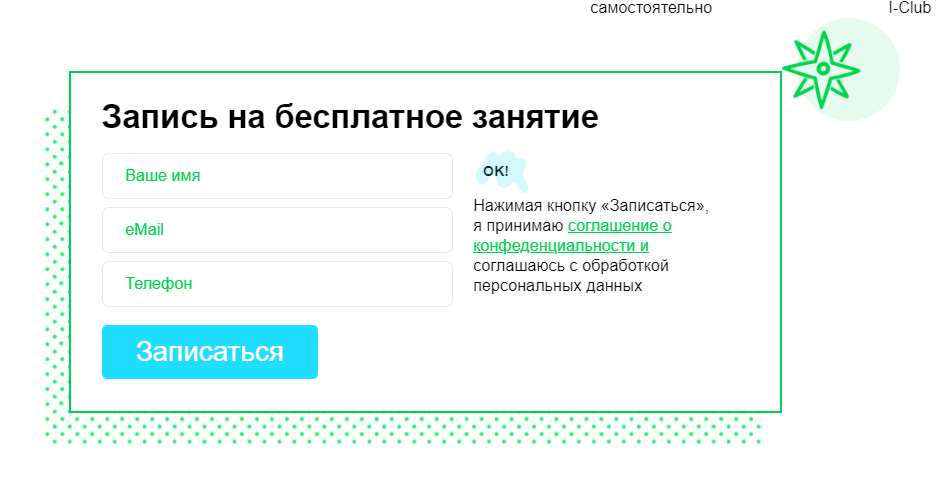 самостоятельно
I-Club
Запись на бесплатное занятие
Ваше имя
eMail
Телефон
Записаться
OK!
Нажимая кнопку «Записаться»,
я принимаю соглашение о
конфеденциальности и
соглашаюсь с обработкой
персональных данных